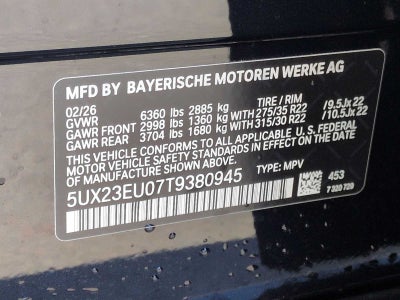 MFD BY BAYERISCHE MOTOREN WERKE AG
02/26 TIRE / RIM
GVWR 6360 lbs 2885 kg
GAWR FRONT 2998 lbs 1360 kg WITH 275/35 R22 /9.5Jx22
GAWR REAR 3704 lbs 1680 kg WITH 315/30 R22 /10.5Jx22
THIS VEHICLE CONFORMS TO ALL APPLICABLE U.S. FEDERAL
MOTOR VEHICLE SAFETY STANDARDS IN EFFECT ON THE DATE
OF MANUFACTURE SHOWN ABOVE.
5UX23EU07T9380945 TYPE: MPV
453
7 320 720